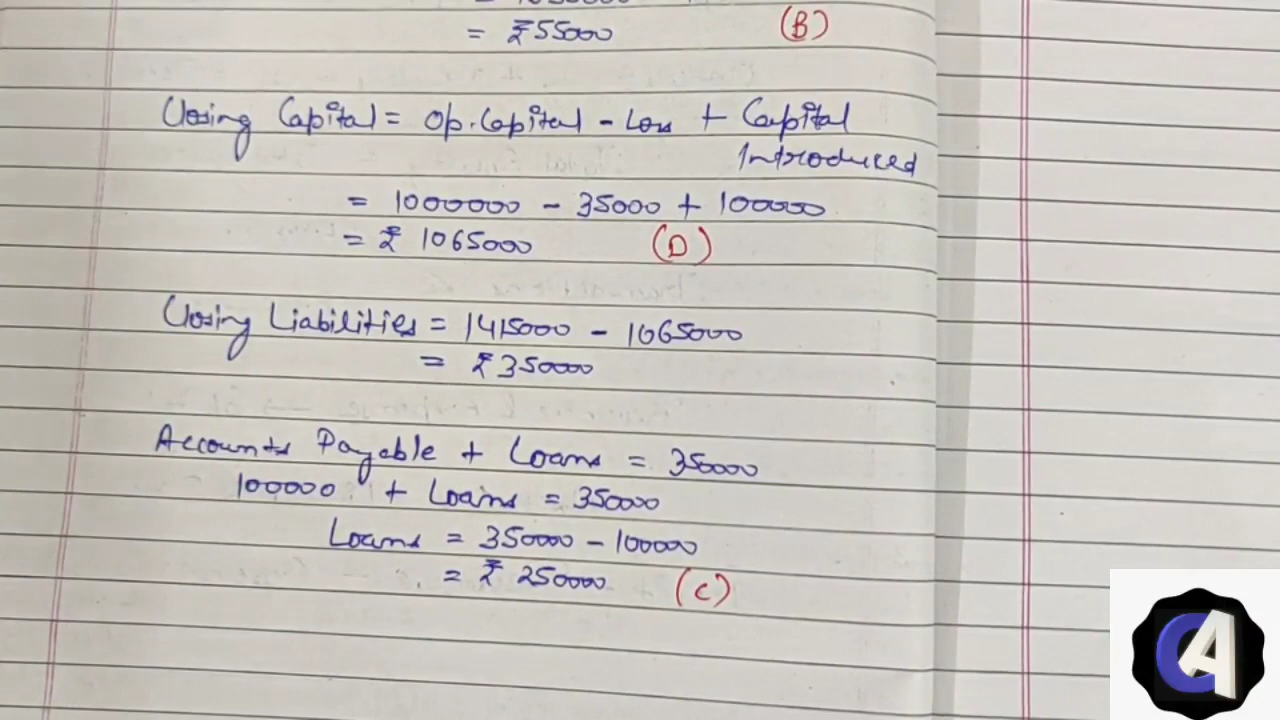 = ₹55000 (B)
Closing Capital = Op. Capital - Loss + Capital
Introduced
= 1000000 - 35000 + 100000
= ₹ 1065000 (D)
Closing Liabilities = 1415000 - 1065000
= ₹350000
Accounts Payable + Loans = 350000
100000 + Loans = 350000
Loans = 350000 - 100000
= ₹ 250000 (C)
CA